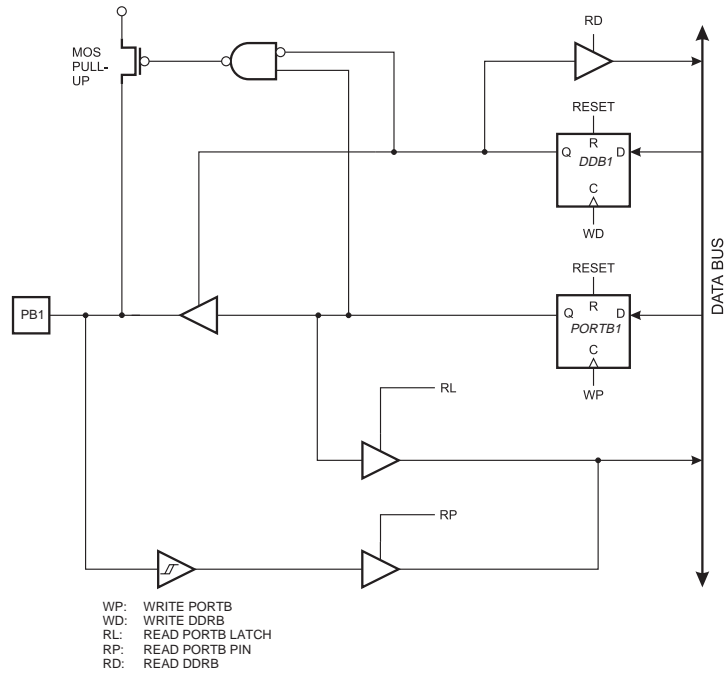 RD
MOS
PULL-
UP
RESET
R
Q
D
DDB1
C
WD
DATA BUS
RESET
PB1
R
Q
D
PORTB1
C
WP
RL
RP
WP: WRITE PORTB
WD: WRITE DDRB
RL: READ PORTB LATCH
RP: READ PORTB PIN
RD: READ DDRB